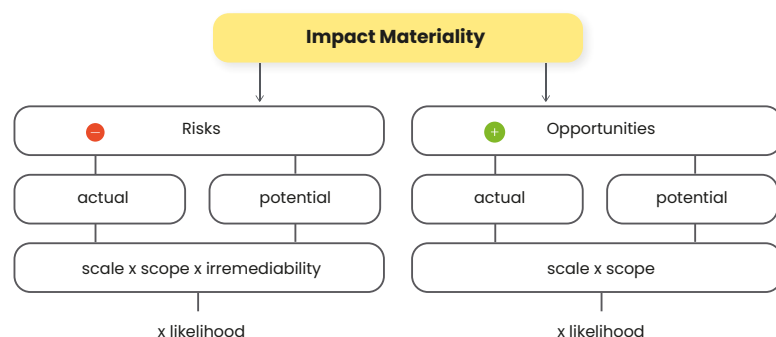 Impact Materiality
Risks
Opportunities
actual
potential
actual
potential
scale x scope x irremediability
scale x scope
x likelihood
x likelihood